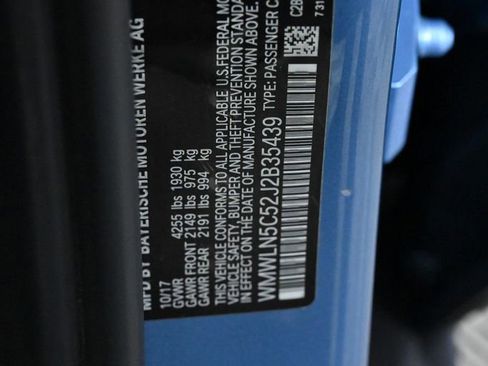 MFD BY BAYERISCHE MOTOREN WERKE AG
10/17
GVWR 4255 lbs 1930 kg
GAWR FRONT 2149 lbs 975 kg
GAWR REAR 2191 lbs 994 kg
THIS VEHICLE CONFORMS TO ALL APPLICABLE U.S. FEDERAL MOTOR
VEHICLE SAFETY, BUMPER AND THEFT PREVENTION STANDARDS
IN EFFECT ON THE DATE OF MANUFACTURE SHOWN ABOVE.
WMWLN5C52J2B35439 TYPE: PASSENGER C